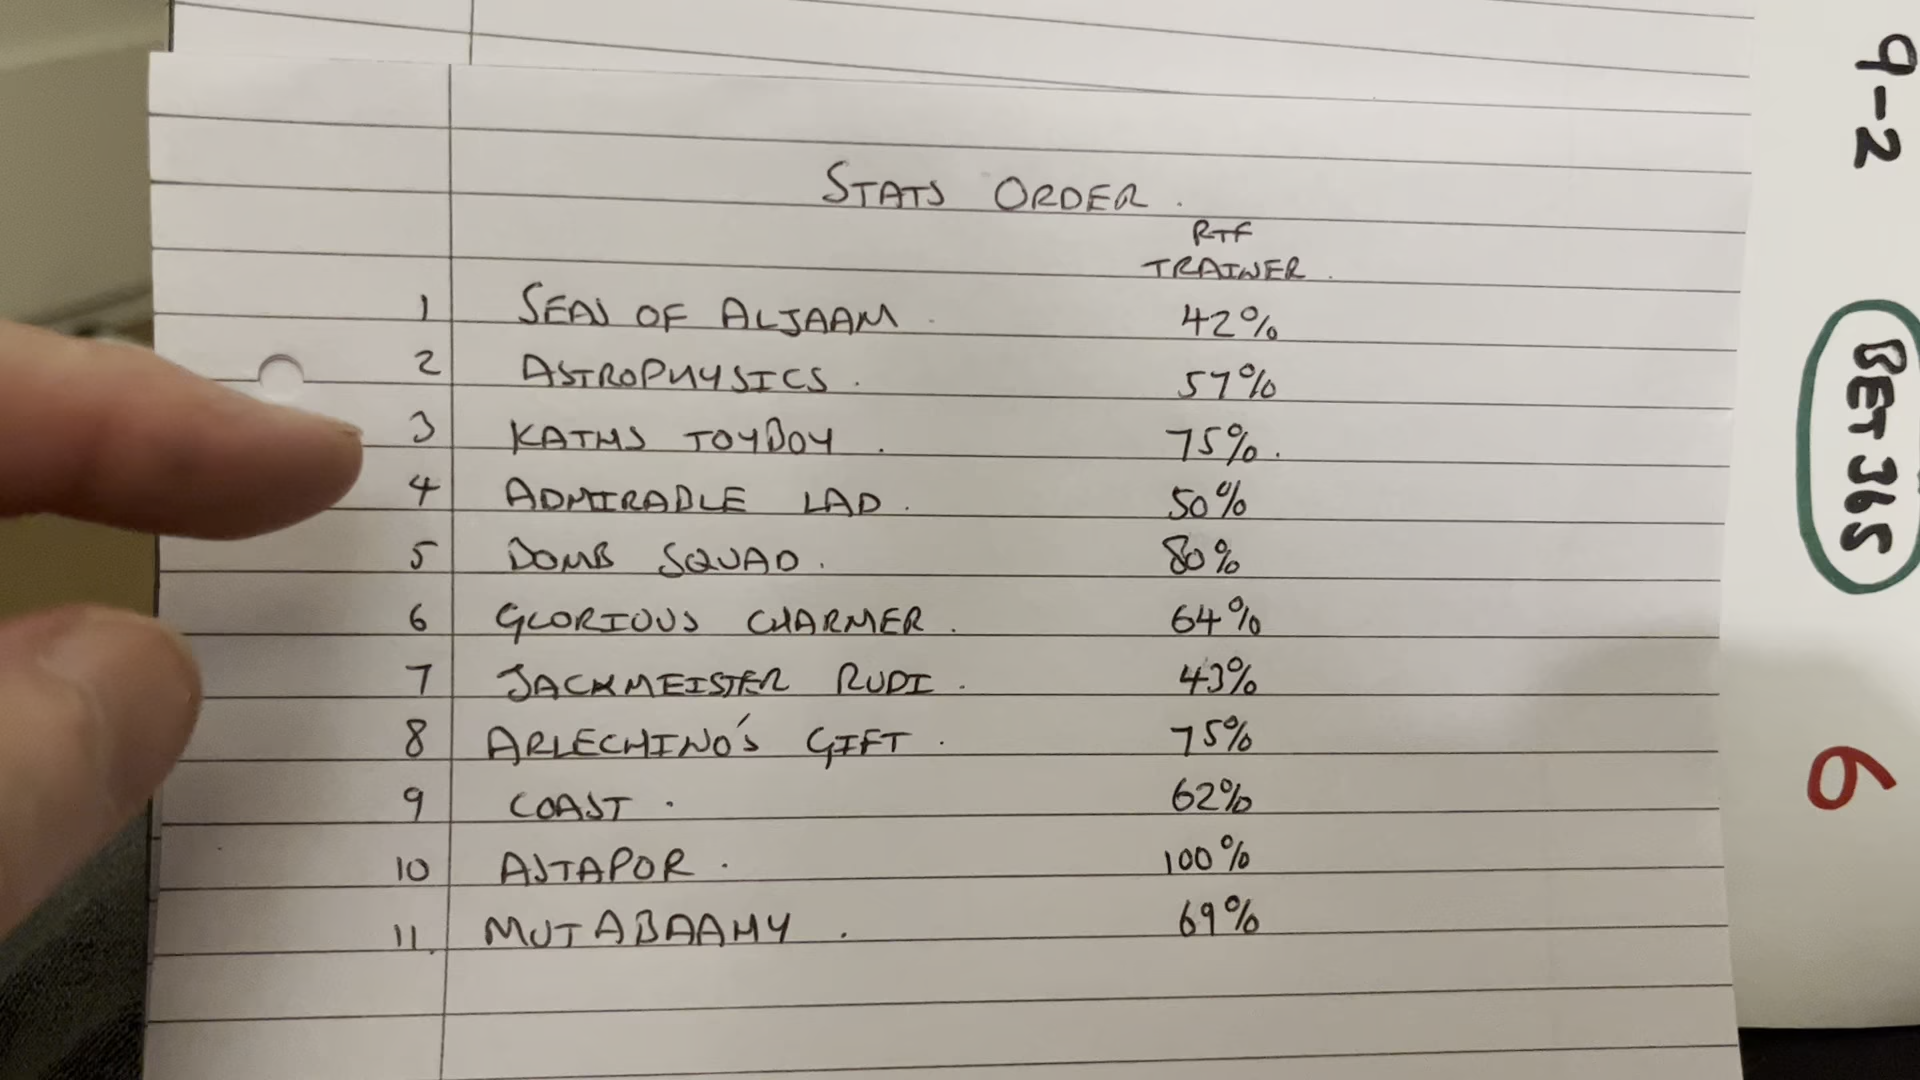 STATS ORDER.
RTF
TRAINER.
1 SEAS OF ALJAAM. 42%
2 ASTROPHYSICS. 57%
3 KATHS TOYBOY. 75%.
4 ADMIRABLE LAD. 50%
5 BOMB SQUAD. 80%
6 GLORIOUS CHARMER. 64%
7 JACKMEISTER RUDI. 43%
8 ARLECHINO'S GIFT. 75%
9 COAST. 62%
10 ASTAPOR. 100%
11. MUTABAAHY. 69%
9-2
BET 365
6